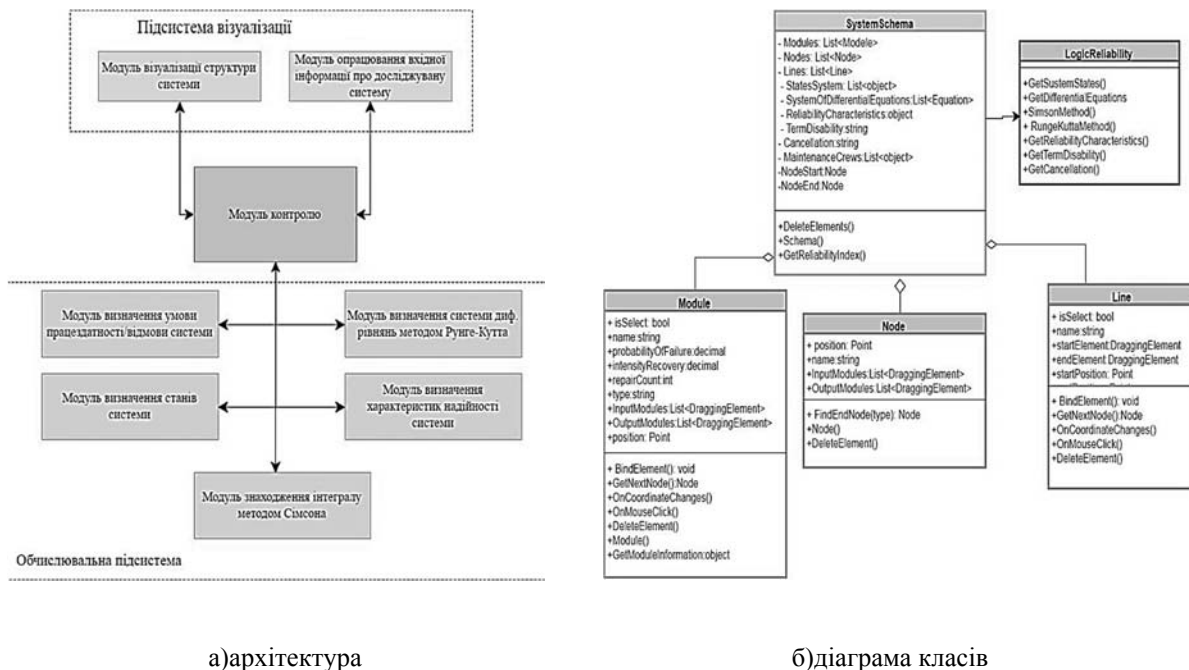 Підсистема візуалізації
Модуль візуалізації структури
системи
Модуль опрацювання вхідної
інформації про досліджувану
систему
Модуль контролю
Модуль визначення умови
працездатності/відмови системи
Модуль визначення системи диф.
рівнянь методом Рунге-Кутта
Модуль визначення станів
системи
Модуль визначення
характеристик надійності
системи
Модуль знаходження інтегралу
методом Сімсона
Обчислювальна підсистема
а)архітектура
SystemSchema
- Modules: List<Modele>
- Nodes: List<Node>
- Lines: List<Line>
- StatesSystem: List<object>
- SystemOfDifferentialEquations:List<Equation>
- ReliabilityCharacteristics:object
- TermDisability:string
- Cancellation:string
- MaintenanceCrews:List<object>
-NodeStart:Node
-NodeEnd:Node
+DeleteElements()
+Schema()
+GetReliabilityIndex()
LogicReliability
+GetSustemStates()
+GetDifferentialEquations
+SimsonMethod()
+ RungeKuttaMethod()
+GetReliabilityCharacteristics()
+GetTermDisability()
+GetCancellation()
Module
+ isSelect: bool
+name:string
+probabilityOfFailure:decimal
+intensityRecovery:decimal
+repairCount:int
+type:string
+InputModules:List<DraggingElement>
+OutputModules:List<DraggingElement>
+position: Point
+ BindElement(): void
+GetNextNode():Node
+OnCoordinateChanges()
+OnMouseClick()
+DeleteElement()
+Module()
+GetModuleInformation:object
Node
+ position: Point
+name:string
+InputModules:List<DraggingElement>
+OutputModules:List<DraggingElement>
+ FindEndNode(type): Node
+Node()
+DeleteElement()
Line
+ isSelect: bool
+name:string
+startElement:DraggingElement
+endElement:DraggingElement
+startPosition: Point
+ BindElement(): void
+GetNextNode():Node
+OnCoordinateChanges()
+OnMouseClick()
+DeleteElement()
б)діаграма класів